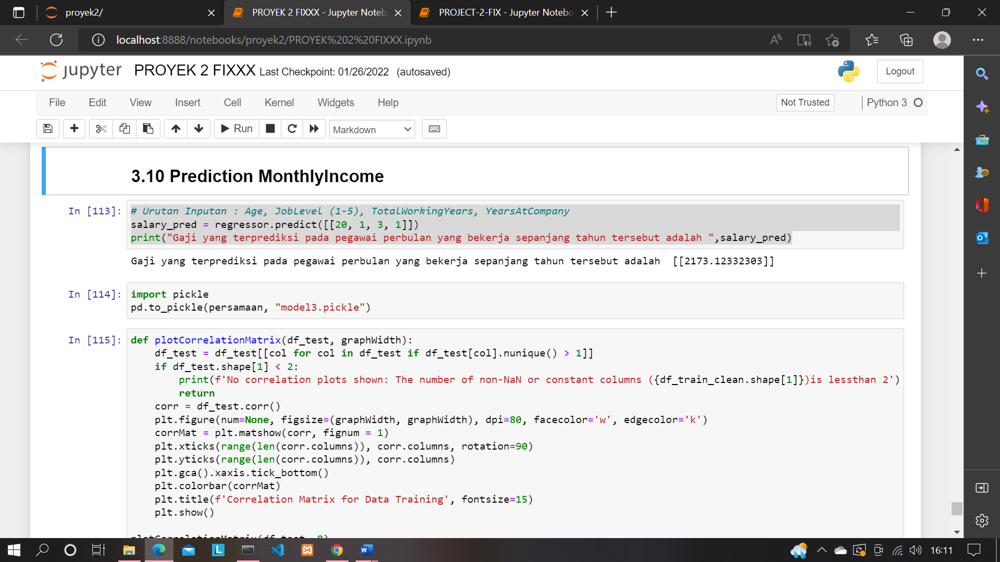 proyek2/
PROYEK 2 FIXXX - Jupyter Noteb
PROJECT-2-FIX - Jupyter Notebo
localhost:8888/notebooks/proyek2/PROYEK%202%20FIXXX.ipynb
jupyter PROYEK 2 FIXXX Last Checkpoint: 01/26/2022 (autosaved)
Logout
File Edit View Insert Cell Kernel Widgets Help
Not Trusted
Python 3
Run
Markdown
3.10 Prediction MonthlyIncome
In [113]:
# Urutan Inputan : Age, JobLevel (1-5), TotalWorkingYears, YearsAtCompany
salary_pred = regressor.predict([[20, 1, 3, 1]])
print("Gaji yang terprediksi pada pegawai perbulan yang bekerja sepanjang tahun tersebut adalah ",salary_pred)
Gaji yang terprediksi pada pegawai perbulan yang bekerja sepanjang tahun tersebut adalah  [[2173.12332303]]
In [114]:
import pickle
pd.to_pickle(persamaan, "model3.pickle")
In [115]:
def plotCorrelationMatrix(df_test, graphWidth):
    df_test = df_test[[col for col in df_test if df_test[col].nunique() > 1]]
    if df_test.shape[1] < 2:
        print(f'No correlation plots shown: The number of non-NaN or constant columns ({df_train_clean.shape[1]})is lessthan 2')
        return
    corr = df_test.corr()
    plt.figure(num=None, figsize=(graphWidth, graphWidth), dpi=80, facecolor='w', edgecolor='k')
    corrMat = plt.matshow(corr, fignum = 1)
    plt.xticks(range(len(corr.columns)), corr.columns, rotation=90)
    plt.yticks(range(len(corr.columns)), corr.columns)
    plt.gca().xaxis.tick_bottom()
    plt.colorbar(corrMat)
    plt.title(f'Correlation Matrix for Data Training', fontsize=15)
    plt.show()
plotCorrelationMatrix(df_test, 8)
16:11